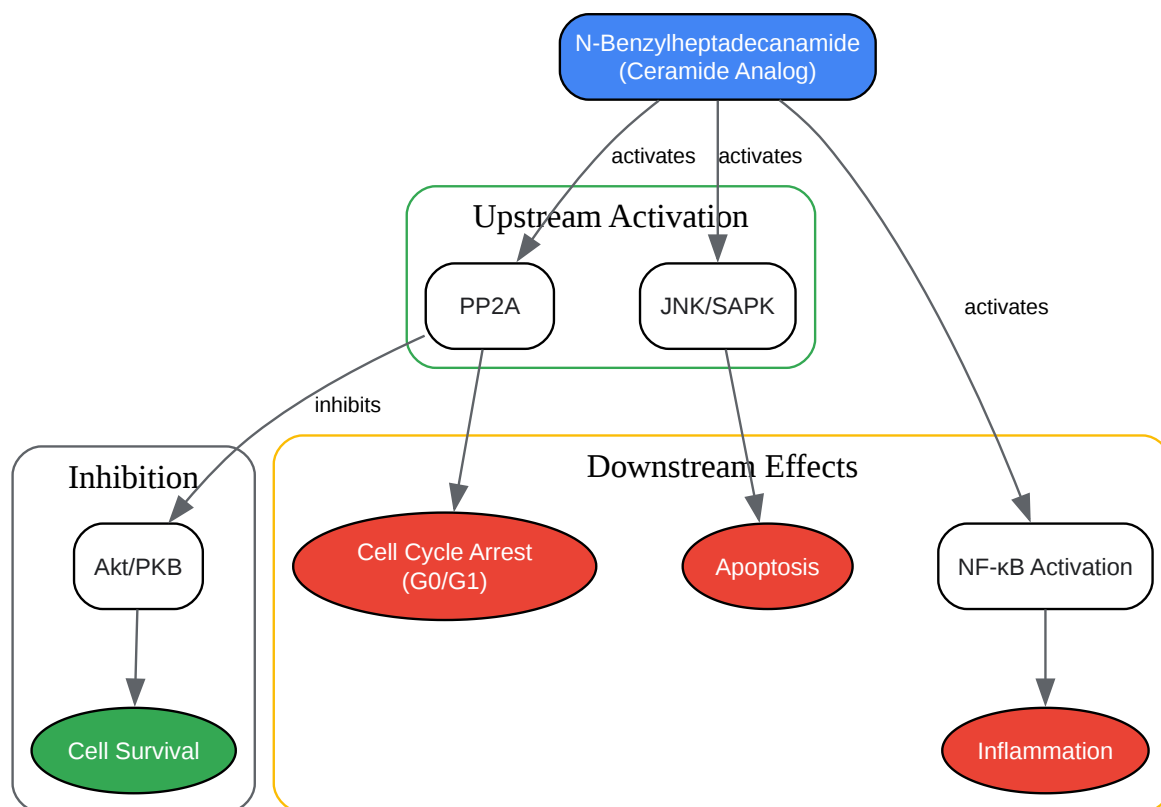 N-Benzylheptadecanamide
(Ceramide Analog)
activates
activates
Upstream Activation
PP2A
JNK/SAPK
activates
inhibits
Inhibition
Downstream Effects
Akt/PKB
Cell Cycle Arrest
(G0/G1)
Apoptosis
NF-κB Activation
Cell Survival
Inflammation